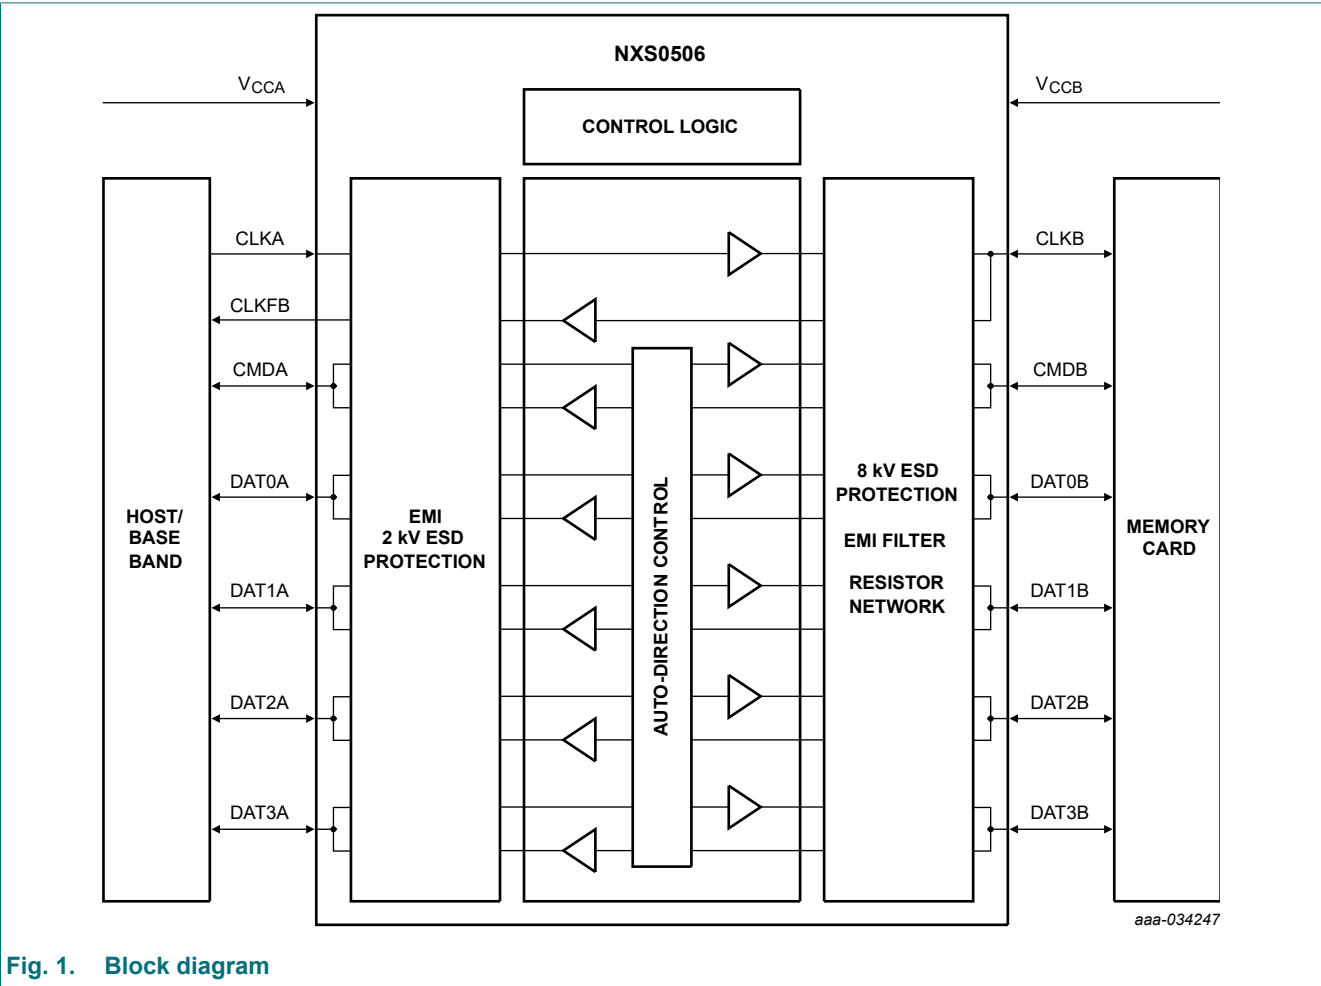 NXS0506
VCCA
VCCB
CONTROL LOGIC
CLKA
CLKB
CLKFB
CMDA
CMDB
DAT0A
DAT0B
DAT1A
DAT1B
DAT2A
DAT2B
DAT3A
DAT3B
HOST/
BASE
BAND
EMI
2 kV ESD
PROTECTION
AUTO-DIRECTION CONTROL
8 kV ESD
PROTECTION
EMI FILTER
RESISTOR
NETWORK
MEMORY
CARD
aaa-034247
Fig. 1. Block diagram